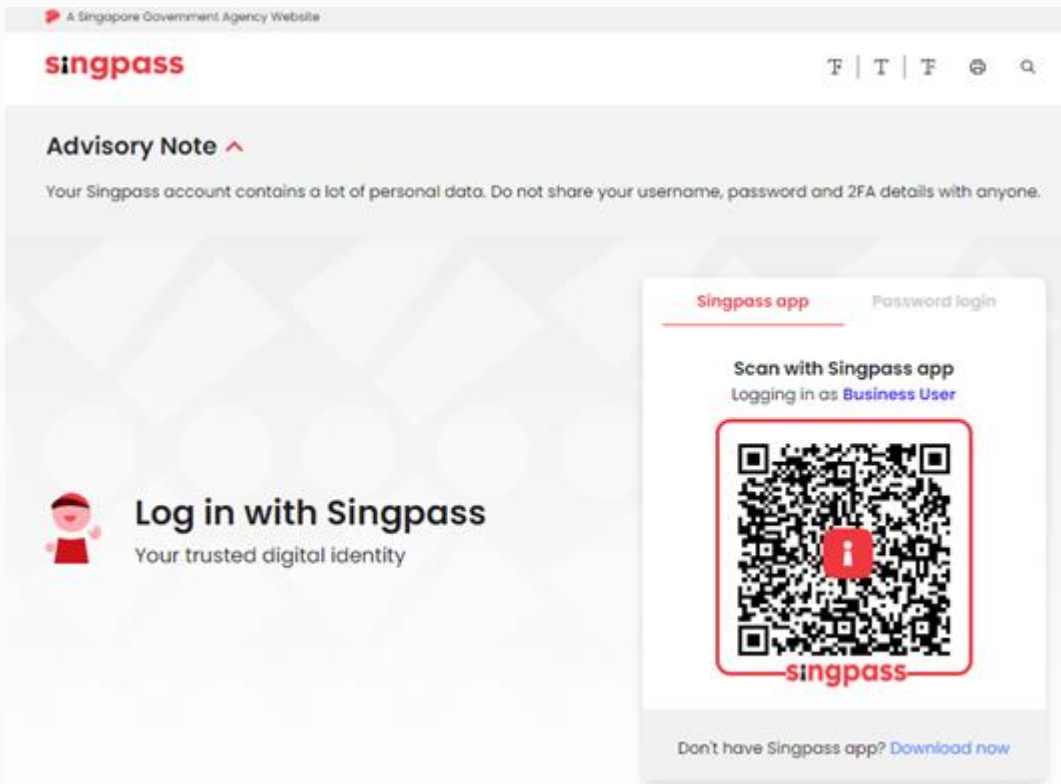 A Singapore Government Agency Website
singpass
T | T | T
Advisory Note
Your Singpass account contains a lot of personal data. Do not share your username, password and 2FA details with anyone.
Singpass app Password login
Scan with Singpass app
Logging in as Business User
Log in with Singpass
Your trusted digital identity
singpass
Don't have Singpass app? Download now